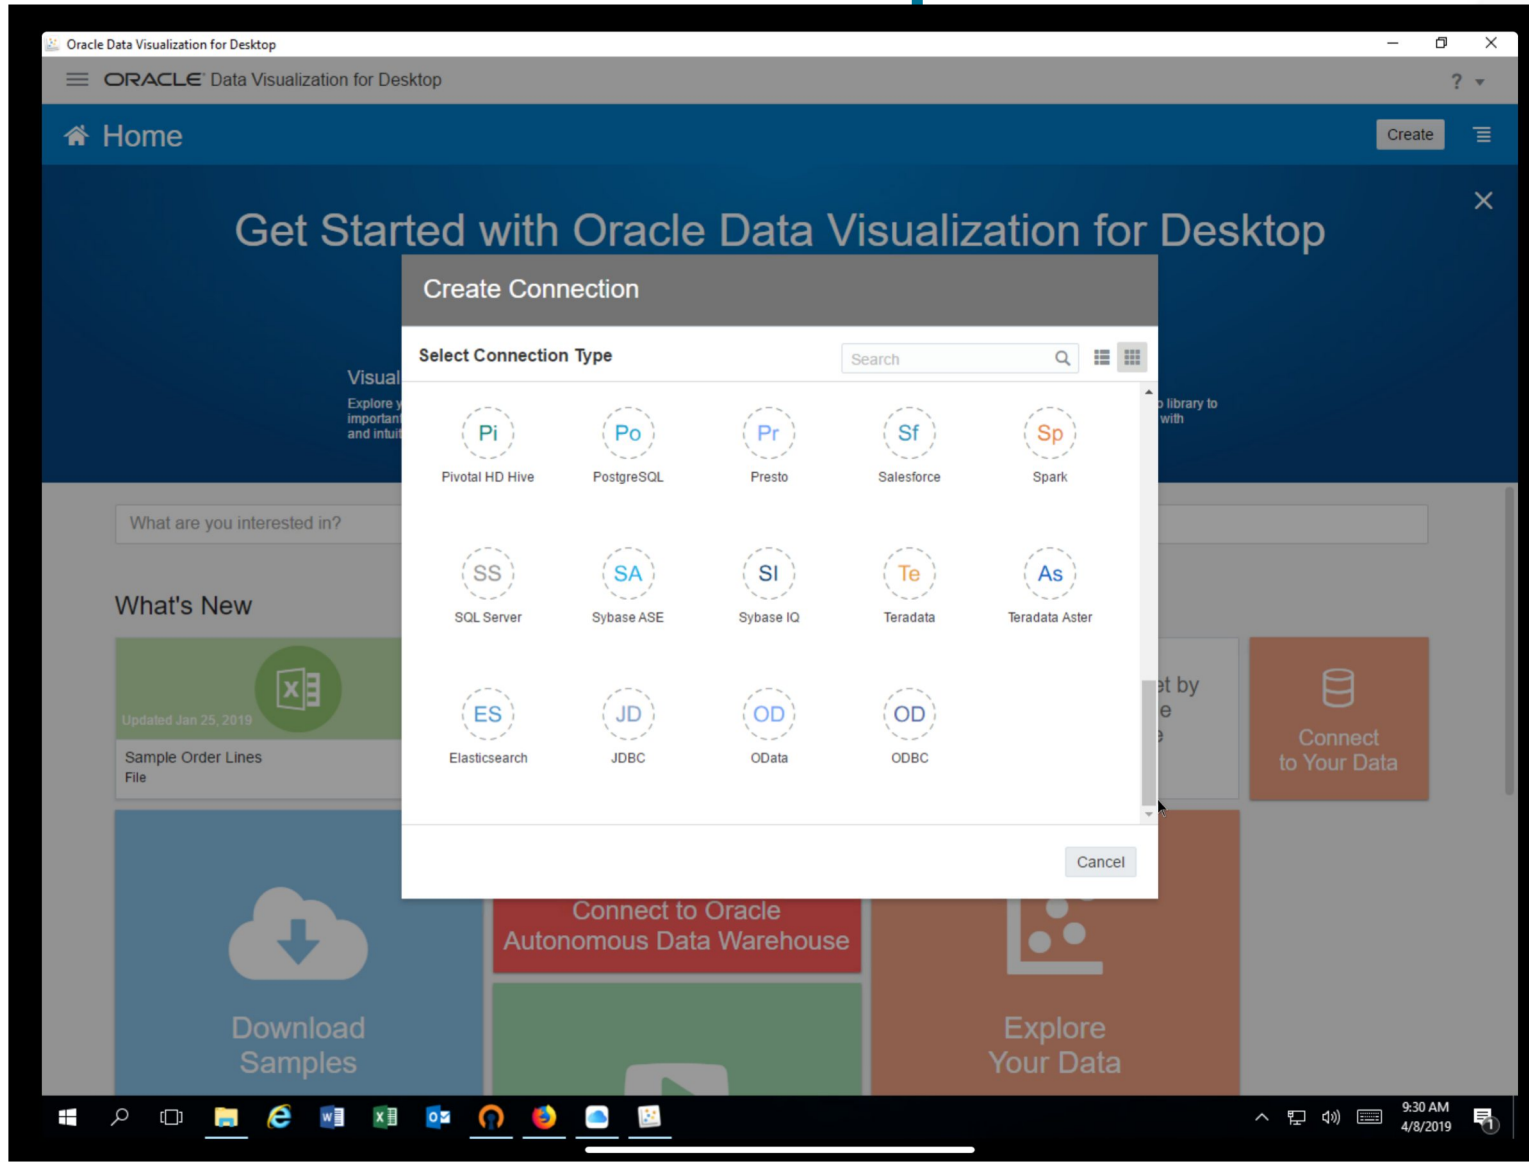 Oracle Data Visualization for Desktop
ORACLE Data Visualization for Desktop
?
Home
Create
Get Started with Oracle Data Visualization for Desktop
Create Connection
Select Connection Type
Search
Visual
Explore y
important
and intuit
o library to
with
Pi
Po
Pr
Sf
Sp
Pivotal HD Hive
PostgreSQL
Presto
Salesforce
Spark
What are you interested in?
SS
SA
SI
Te
As
SQL Server
Sybase ASE
Sybase IQ
Teradata
Teradata Aster
What's New
Updated Jan 25, 2019
Sample Order Lines
File
ES
JD
OD
OD
Elasticsearch
JDBC
OData
ODBC
et by
e
Connect
to Your Data
Cancel
Connect to Oracle
Autonomous Data Warehouse
Download
Samples
Explore
Your Data
9:30 AM
4/8/2019
1